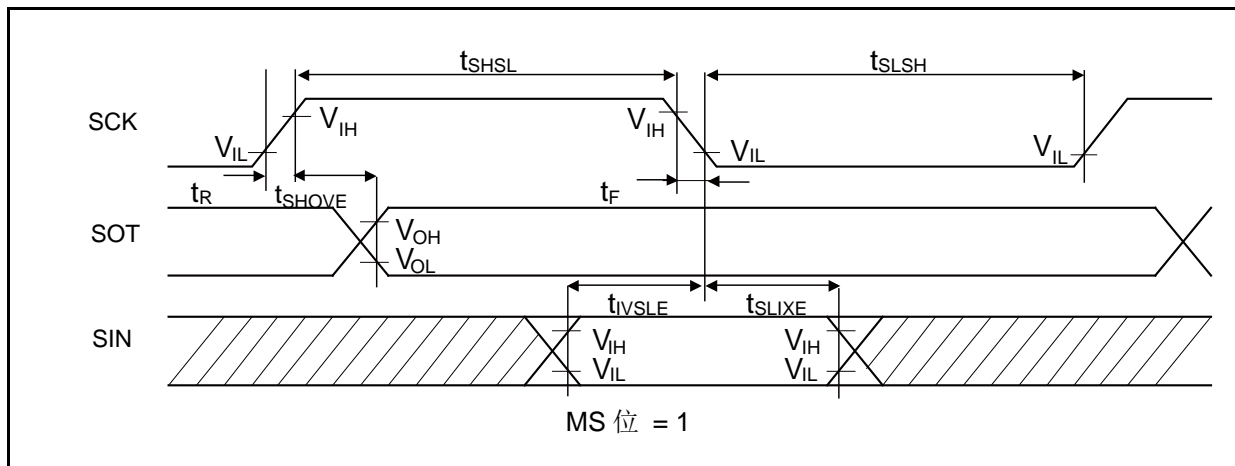 tSHSL
tSLSH
SCK
VIH
VIH
VIL
VIL
VIL
tR
tSHOVE
tF
SOT
VOH
VOL
tIVSLE
tSLIXE
SIN
VIH
VIH
VIL
VIL
MS 位 = 1